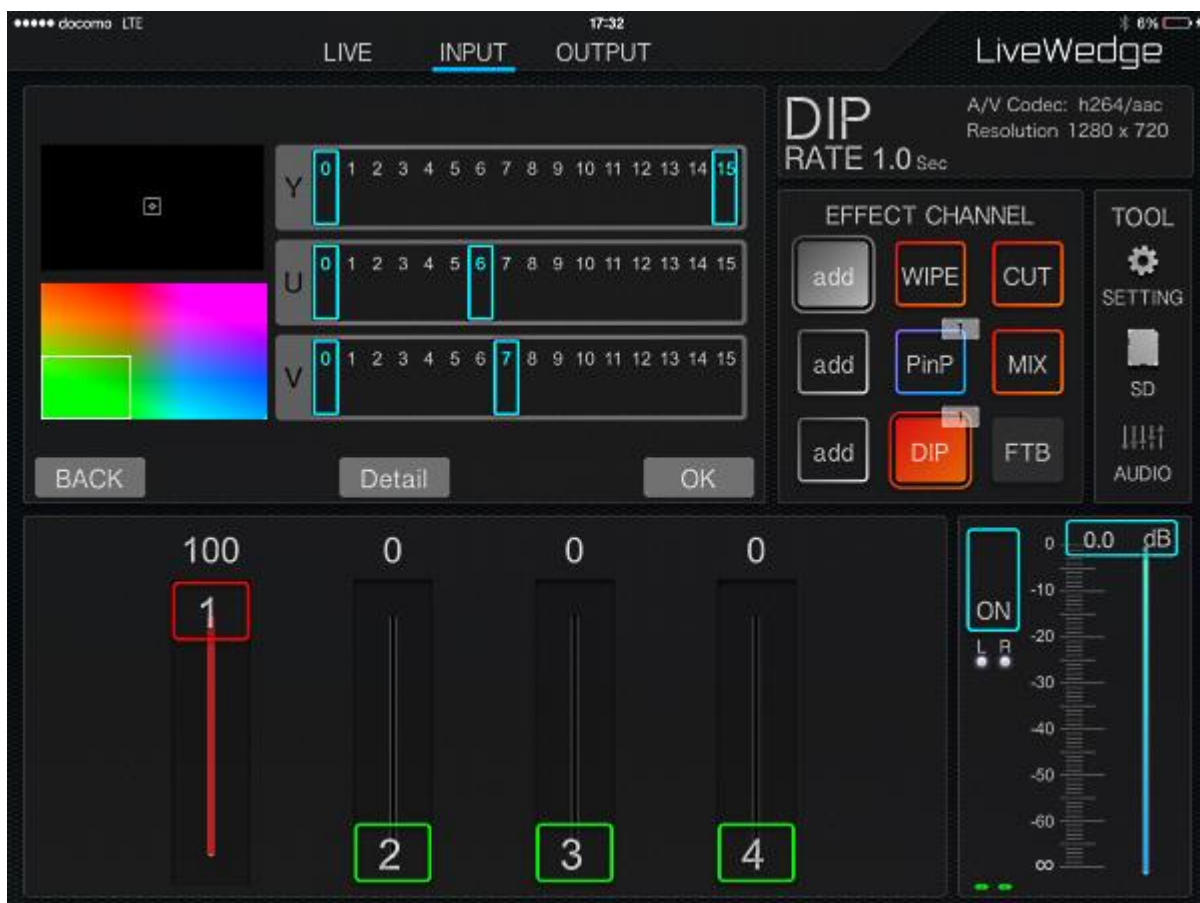 docomo LTE 17:32 6%
LIVE INPUT OUTPUT LiveWedge
DIP
RATE 1.0 Sec
A/V Codec: h264/aac
Resolution 1280 x 720
Y 0 1 2 3 4 5 6 7 8 9 10 11 12 13 14 15
U 0 1 2 3 4 5 6 7 8 9 10 11 12 13 14 15
V 0 1 2 3 4 5 6 7 8 9 10 11 12 13 14 15
BACK Detail OK
EFFECT CHANNEL
add WIPE CUT
1
add PinP MIX
1
add DIP FTB
TOOL
SETTING
SD
AUDIO
100 0 0 0
1 2 3 4
ON
L R
0.0 dB
0
-10
-20
-30
-40
-50
-60
∞